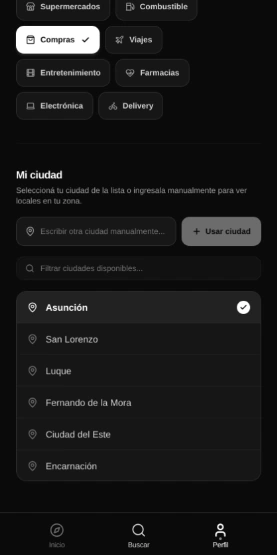 Supermercados
Combustible
Compras
Viajes
Entretenimiento
Farmacias
Electrónica
Delivery
Mi ciudad
Seleccioná tu ciudad de la lista o ingresala manualmente para ver
locales en tu zona.
Escribir otra ciudad manualmente...
Usar ciudad
Filtrar ciudades disponibles...
Asunción
San Lorenzo
Luque
Fernando de la Mora
Ciudad del Este
Encarnación
Inicio
Buscar
Perfil